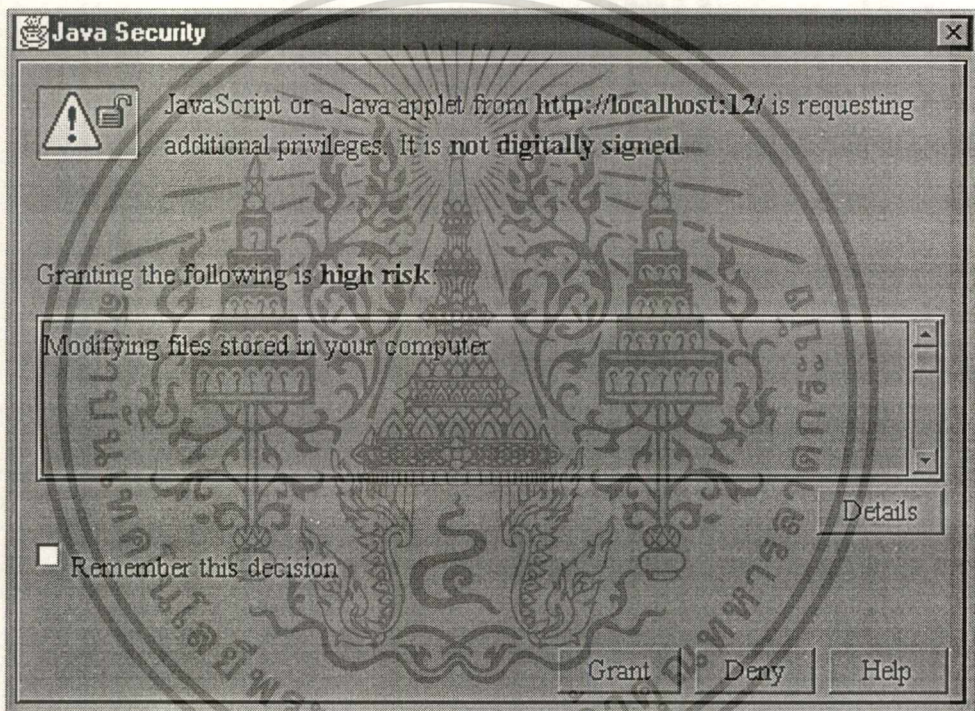 Java Security
JavaScript or a Java applet from http://localhost:12/ is requesting
additional privileges. It is not digitally signed.
Granting the following is high risk:
Modifying files stored in your computer
Details
Remember this decision
Grant
Deny
Help